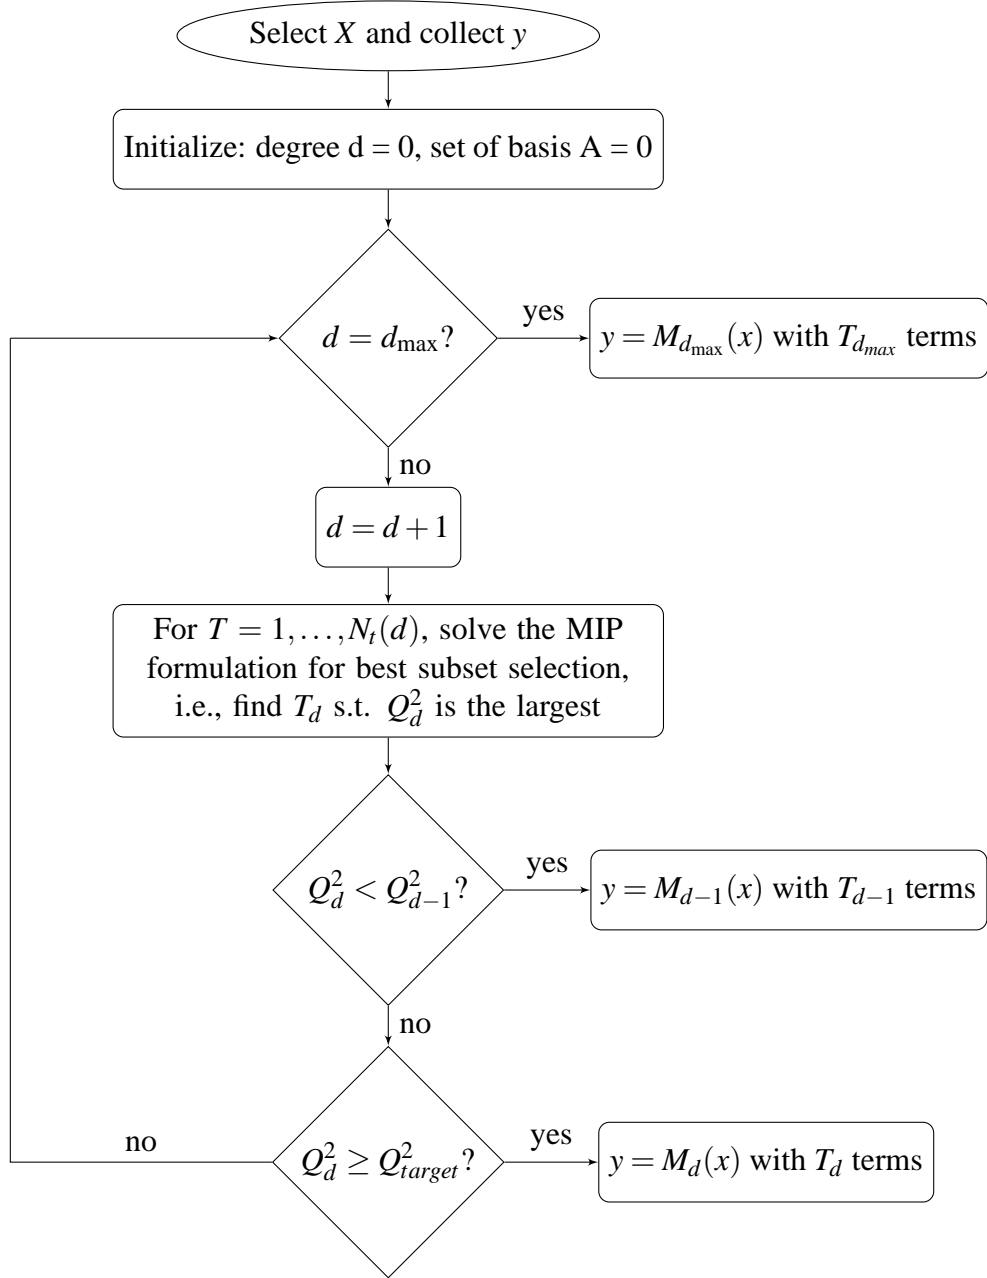 Select X and collect y
Initialize: degree d = 0, set of basis A = 0
d = d_max?
yes
y = M_{d_max}(x) with T_{d_max} terms
no
d = d + 1
For T = 1,...,N_t(d), solve the MIP
formulation for best subset selection,
i.e., find T_d s.t. Q_d^2 is the largest
Q_d^2 < Q_{d−1}^2?
yes
y = M_{d−1}(x) with T_{d−1} terms
no
Q_d^2 ≥ Q_{target}^2?
no
yes
y = M_d(x) with T_d terms